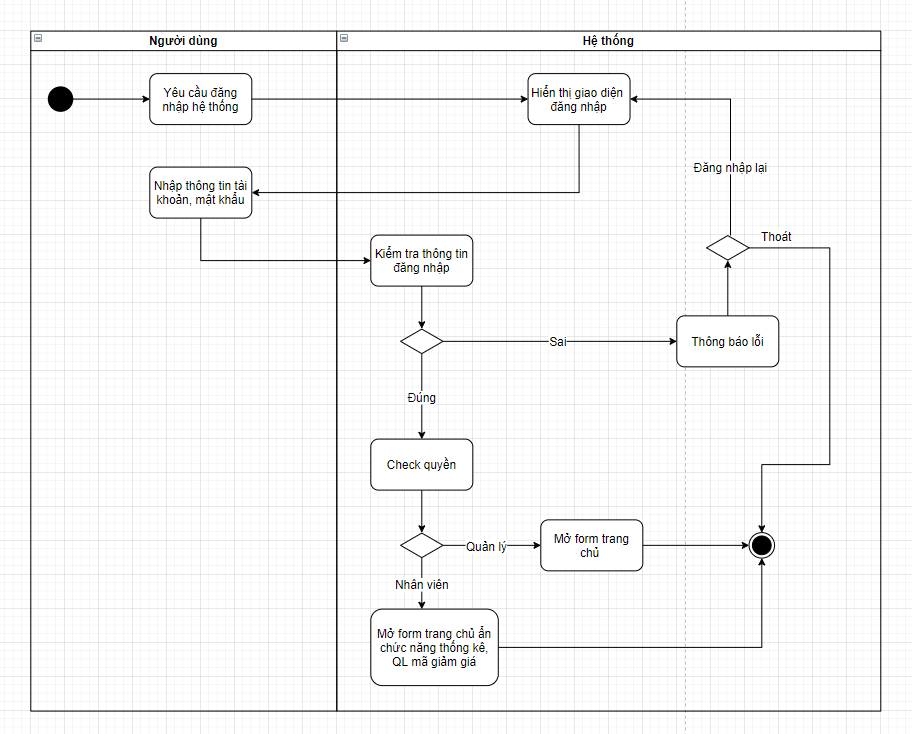 Người dùng
Hệ thống
Yêu cầu đăng
nhập hệ thống
Hiển thị giao diện
đăng nhập
Đăng nhập lại
Nhập thông tin tài
khoản, mật khẩu
Kiểm tra thông tin
đăng nhập
Thoát
Sai
Thông báo lỗi
Đúng
Check quyền
Quản lý
Mở form trang
chủ
Nhân viên
Mở form trang chủ ẩn
chức năng thống kê,
QL mã giảm giá